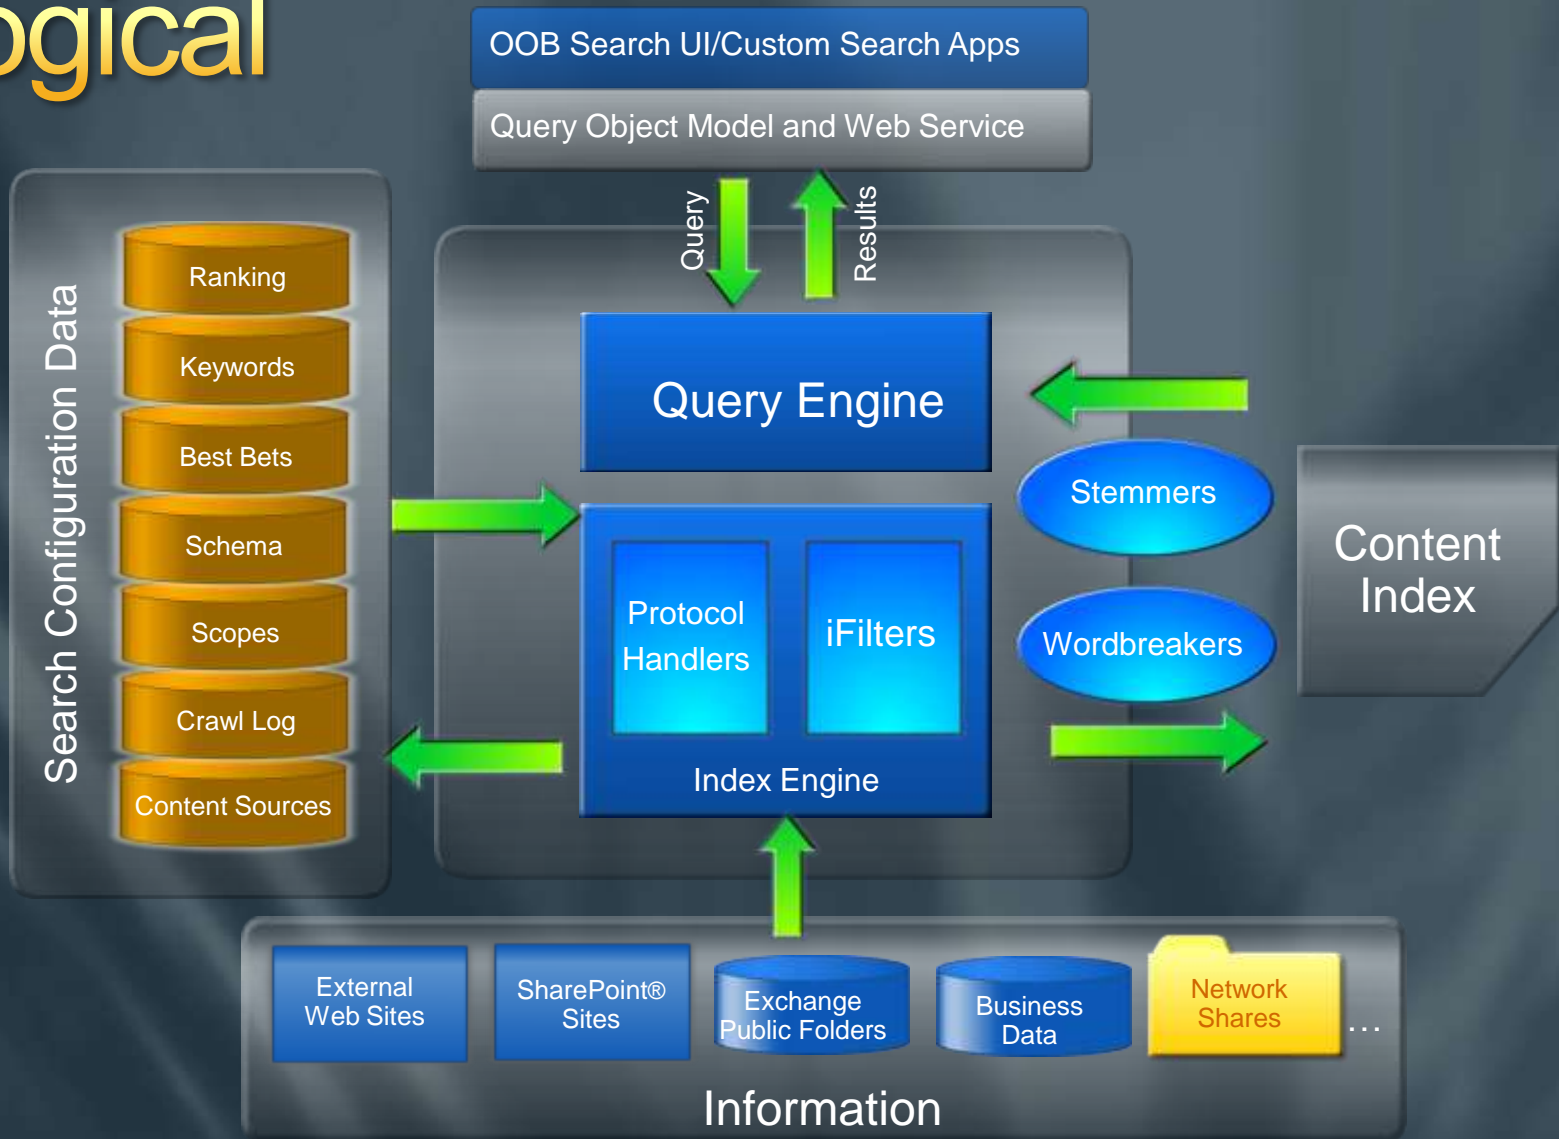 ogical
OOB Search UI/Custom Search Apps
Query Object Model and Web Service
Query
Results
Search Configuration Data
Ranking
Keywords
Best Bets
Schema
Scopes
Crawl Log
Content Sources
Query Engine
Protocol
Handlers
iFilters
Index Engine
Stemmers
Wordbreakers
Content
Index
External
Web Sites
SharePoint®
Sites
Exchange
Public Folders
Business
Data
Network
Shares
...
Information